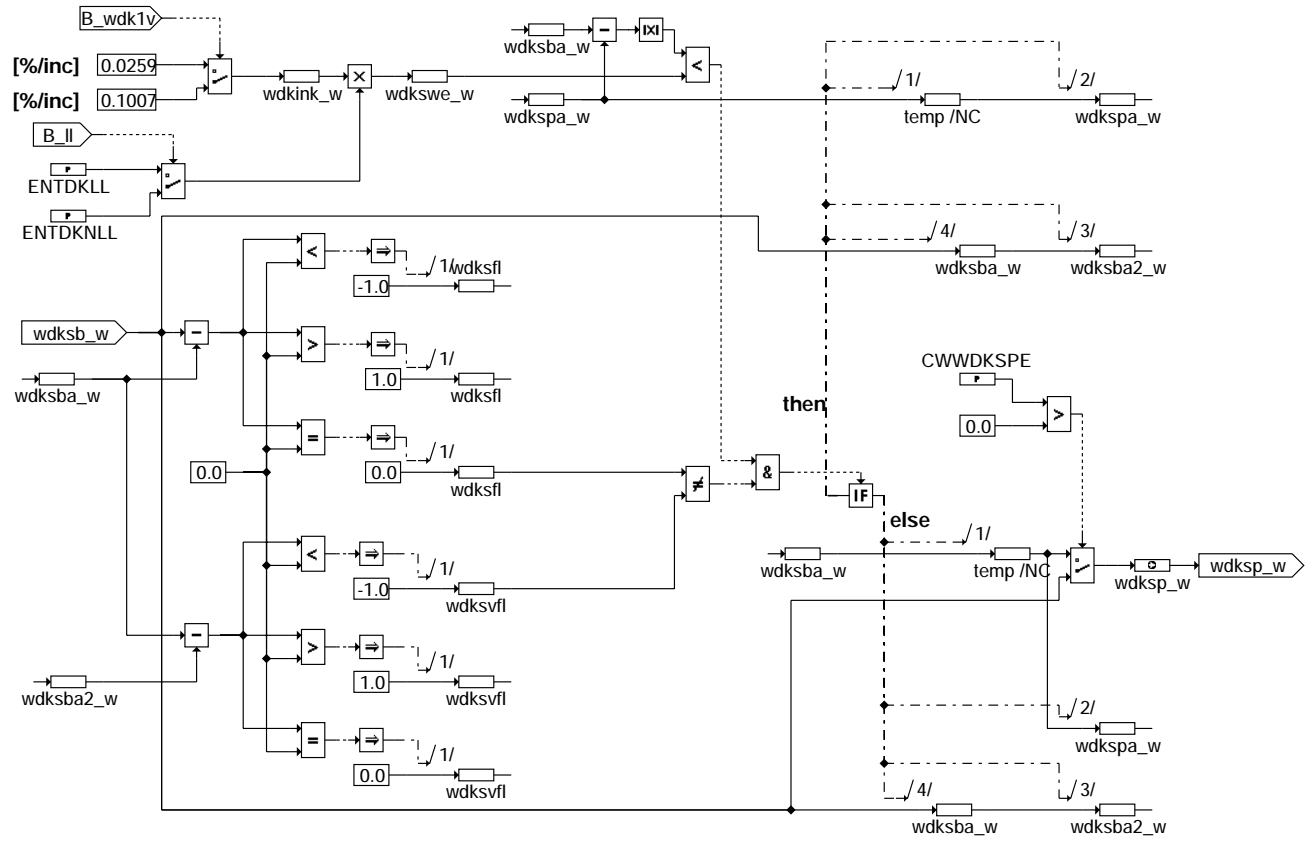 B_wdk1v
[%/inc] 0.0259
[%/inc] 0.1007
wdkink_w
×
wdkswe_w
B_ll
P
ENTDKLL
P
ENTDKNLL
wdksba_w
−
|x|
<
wdkspa_w
1/
temp /NC
2/
wdkspa_w
4/
wdksba_w
3/
wdksba2_w
<
⇒
1/
wdksfl
-1.0
wdksb_w
−
>
⇒
1/
1.0
wdksfl
wdksba_w
=
⇒
1/
0.0
0.0
wdksfl
≠
&
then
IF
else
CWWDKSPE
P
0.0
>
<
⇒
1/
-1.0
wdksvfl
wdksba_w
1/
temp /NC
wdksp_w
wdksp_w
−
>
⇒
1/
1.0
wdksvfl
wdksba2_w
=
⇒
1/
0.0
wdksvfl
2/
wdkspa_w
4/
wdksba_w
3/
wdksba2_w